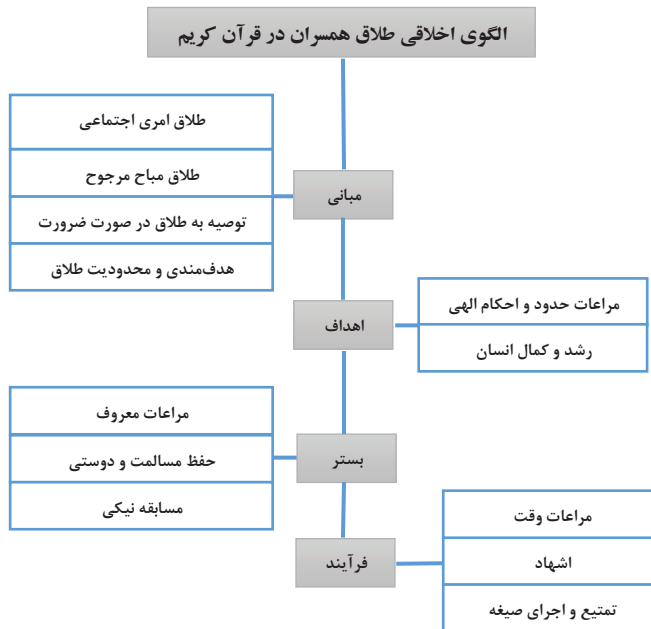 الگوی اخلاقی طلاق همسران در قرآن کریم
مبانی
طلاق امری اجتماعی
طلاق مباح مرجوح
توصیه به طلاق در صورت ضرورت
هدف‌مندی و محدودیت طلاق
اهداف
مراعات حدود و احکام الهی
رشد و کمال انسان
بستر
مراعات معروف
حفظ مسالمت و دوستی
مسابقه نیکی
فرآیند
مراعات وقت
اشهاد
تمتیع و اجرای صیغه